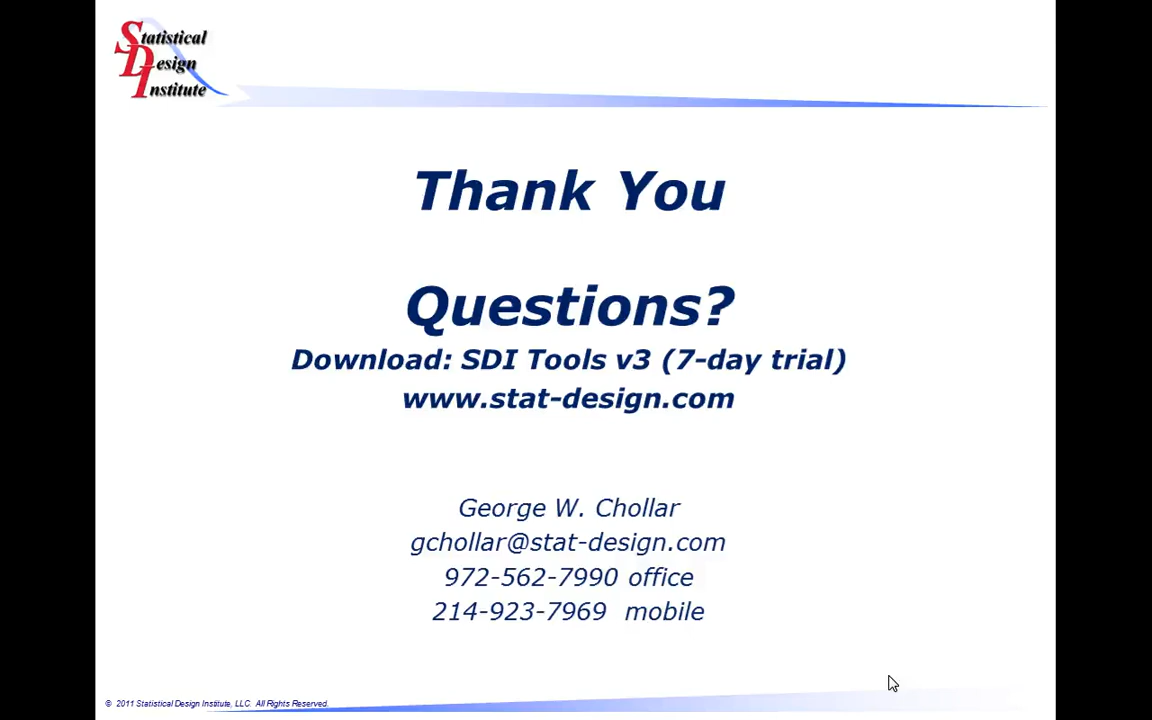 Statistical
Design
Institute
Thank You
Questions?
Download: SDI Tools v3 (7-day trial)
www.stat-design.com
George W. Chollar
gchollar@stat-design.com
972-562-7990 office
214-923-7969 mobile
© 2011 Statistical Design Institute, LLC. All Rights Reserved.